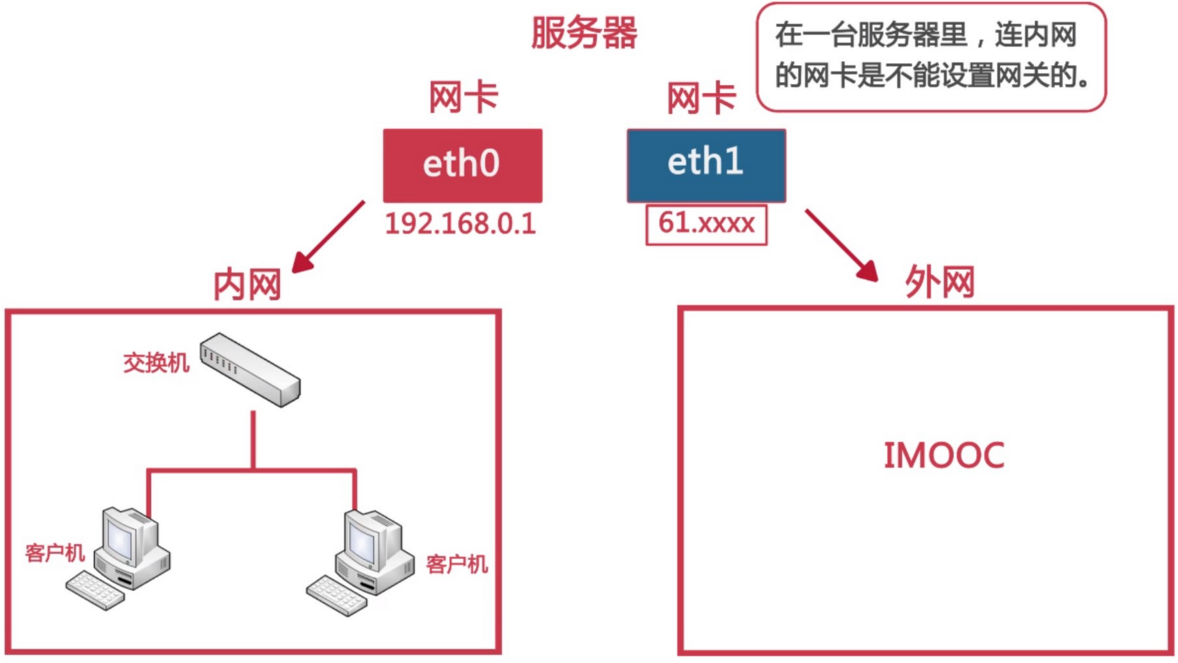 服务器
在一台服务器里，连内网
的网卡是不能设置网关的。
网卡
网卡
eth0
eth1
192.168.0.1
61.xxxx
内网
外网
交换机
IMOOC
客户机
客户机